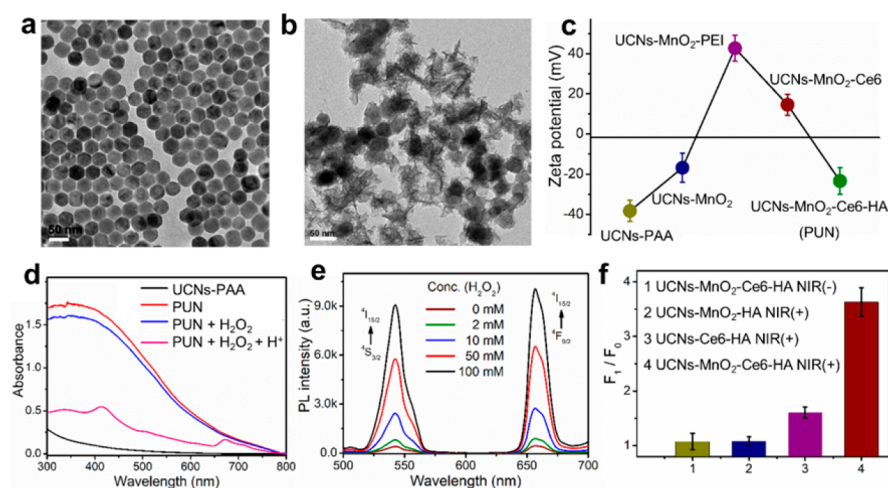 a
50 nm
b
50 nm
c
Zeta potential (mV)
40
20
0
-20
-40
UCNs-MnO₂-PEI
UCNs-MnO₂-Ce6
UCNs-MnO₂
UCNs-PAA
UCNs-MnO₂-Ce6-HA
(PUN)
d
Absorbance
1.5
1.0
0.5
0.0
UCNs-PAA
PUN
PUN + H₂O₂
PUN + H₂O₂ + H⁺
300 400 500 600 700 800
Wavelength (nm)
e
PL intensity (a.u.)
9.0k
6.0k
3.0k
0.0
⁴I₁₅/₂
⁴S₃/₂
Conc. (H₂O₂)
0 mM
2 mM
10 mM
50 mM
100 mM
⁴I₁₅/₂
⁴F₉/₂
500 550 600 650 700
Wavelength (nm)
f
F₁ / F₀
4
3
2
1
1 UCNs-MnO₂-Ce6-HA NIR(-)
2 UCNs-MnO₂-HA NIR(+)
3 UCNs-Ce6-HA NIR(+)
4 UCNs-MnO₂-Ce6-HA NIR(+)
1 2 3 4